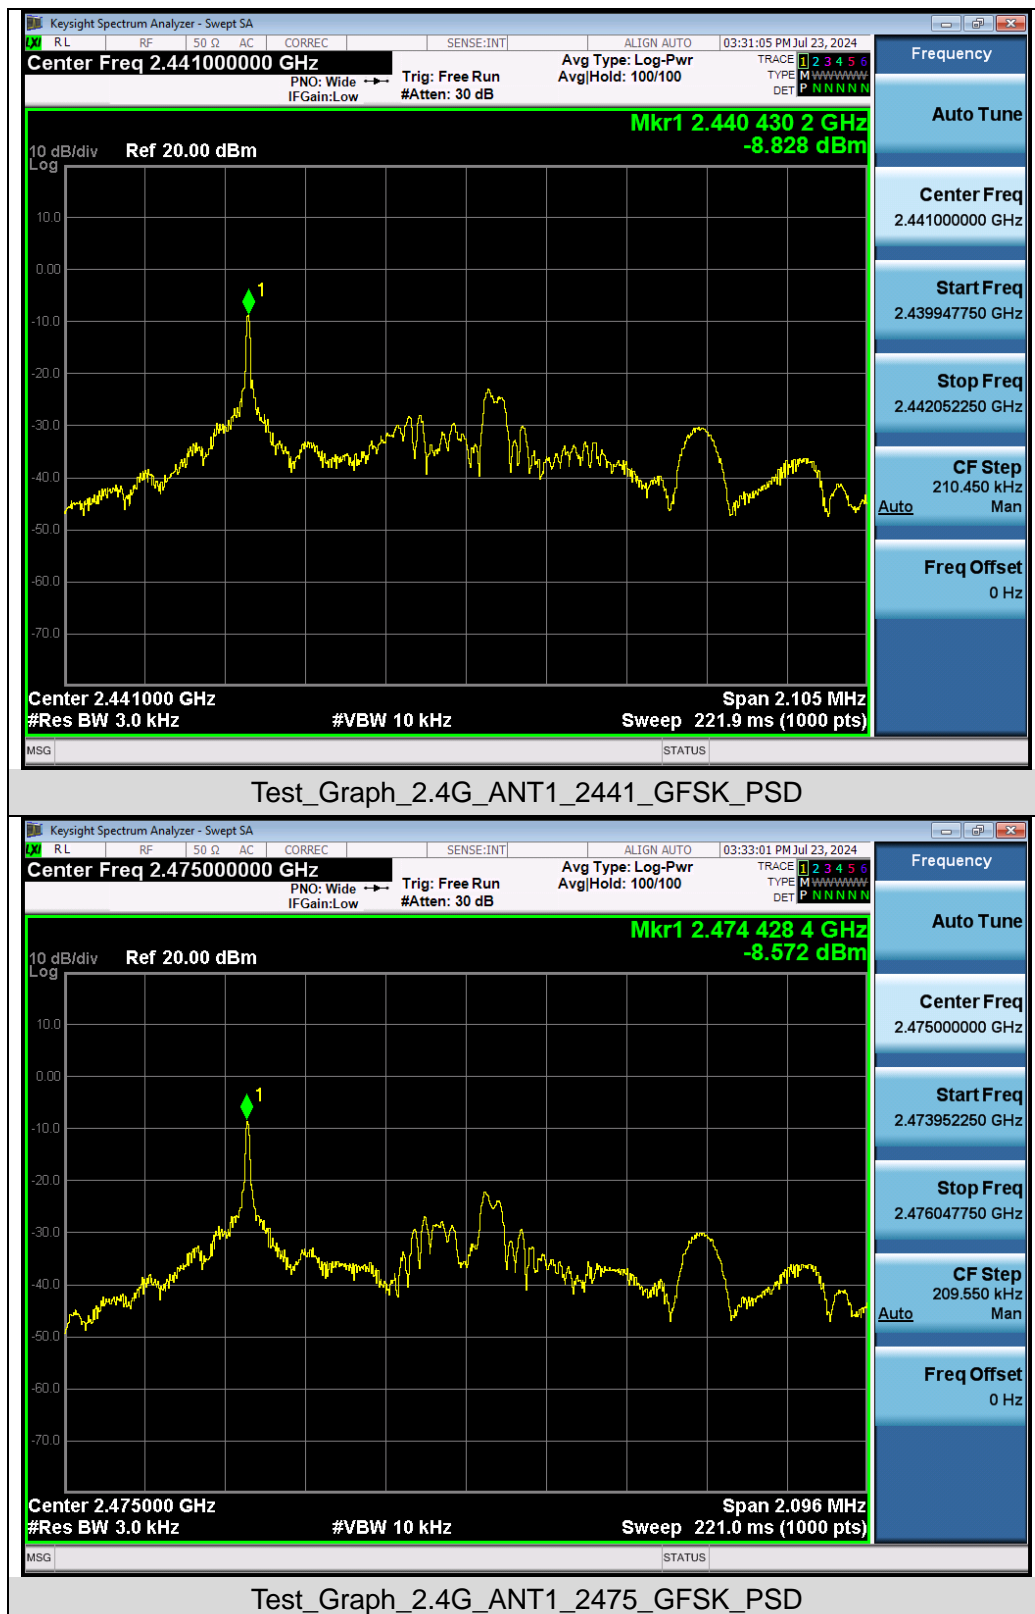 Keysight Spectrum Analyzer - Swept SA
LXI RL RF 50 Ω AC CORREC SENSE:INT ALIGN AUTO 03:31:05 PM Jul 23, 2024
Center Freq 2.441000000 GHz
PNO: Wide
IFGain:Low
Trig: Free Run
#Atten: 30 dB
Avg Type: Log-Pwr
Avg|Hold: 100/100
TRACE 1 2 3 4 5 6
TYPE M W W W W W
DET P N N N N N
Mkr1 2.440 430 2 GHz
-8.828 dBm
10 dB/div Ref 20.00 dBm
Log
10.0
0.00
1
-10.0
-20.0
-30.0
-40.0
-50.0
-60.0
-70.0
Center 2.441000 GHz Span 2.105 MHz
#Res BW 3.0 kHz #VBW 10 kHz Sweep 221.9 ms (1000 pts)
MSG STATUS
Frequency
Auto Tune
Center Freq
2.441000000 GHz
Start Freq
2.439947750 GHz
Stop Freq
2.442052250 GHz
CF Step
210.450 kHz
Auto Man
Freq Offset
0 Hz
Test_Graph_2.4G_ANT1_2441_GFSK_PSD
Keysight Spectrum Analyzer - Swept SA
LXI RL RF 50 Ω AC CORREC SENSE:INT ALIGN AUTO 03:33:01 PM Jul 23, 2024
Center Freq 2.475000000 GHz
PNO: Wide
IFGain:Low
Trig: Free Run
#Atten: 30 dB
Avg Type: Log-Pwr
Avg|Hold: 100/100
TRACE 1 2 3 4 5 6
TYPE M W W W W W
DET P N N N N N
Mkr1 2.474 428 4 GHz
-8.572 dBm
10 dB/div Ref 20.00 dBm
Log
10.0
0.00
1
-10.0
-20.0
-30.0
-40.0
-50.0
-60.0
-70.0
Center 2.475000 GHz Span 2.096 MHz
#Res BW 3.0 kHz #VBW 10 kHz Sweep 221.0 ms (1000 pts)
MSG STATUS
Frequency
Auto Tune
Center Freq
2.475000000 GHz
Start Freq
2.473952250 GHz
Stop Freq
2.476047750 GHz
CF Step
209.550 kHz
Auto Man
Freq Offset
0 Hz
Test_Graph_2.4G_ANT1_2475_GFSK_PSD